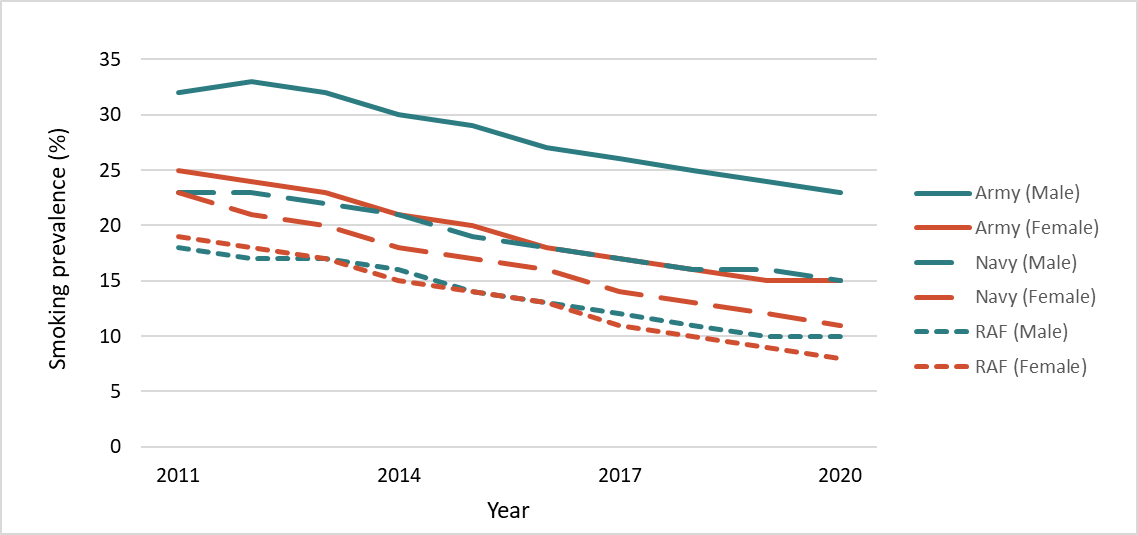 35
30
25
20
15
10
5
0
Smoking prevalence (%)
2011 2014 2017 2020
Year
Army (Male)
Army (Female)
Navy (Male)
Navy (Female)
RAF (Male)
RAF (Female)